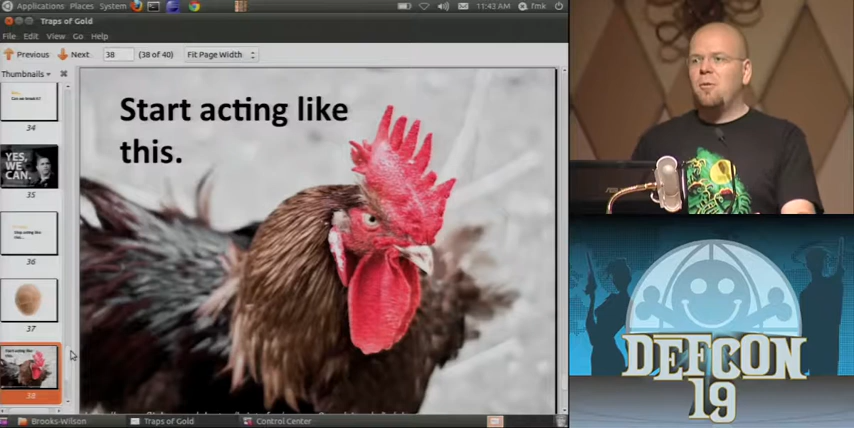 Applications Places System
11:43 AM
fmk
Traps of Gold
File Edit View Go Help
Previous Next 38 (38 of 40) Fit Page Width
Thumbnails
34
YES,
WE
CAN.
35
36
37
38
Start acting like
this.
Brooks-Wilson Traps of Gold Control Center
DEFCON
19